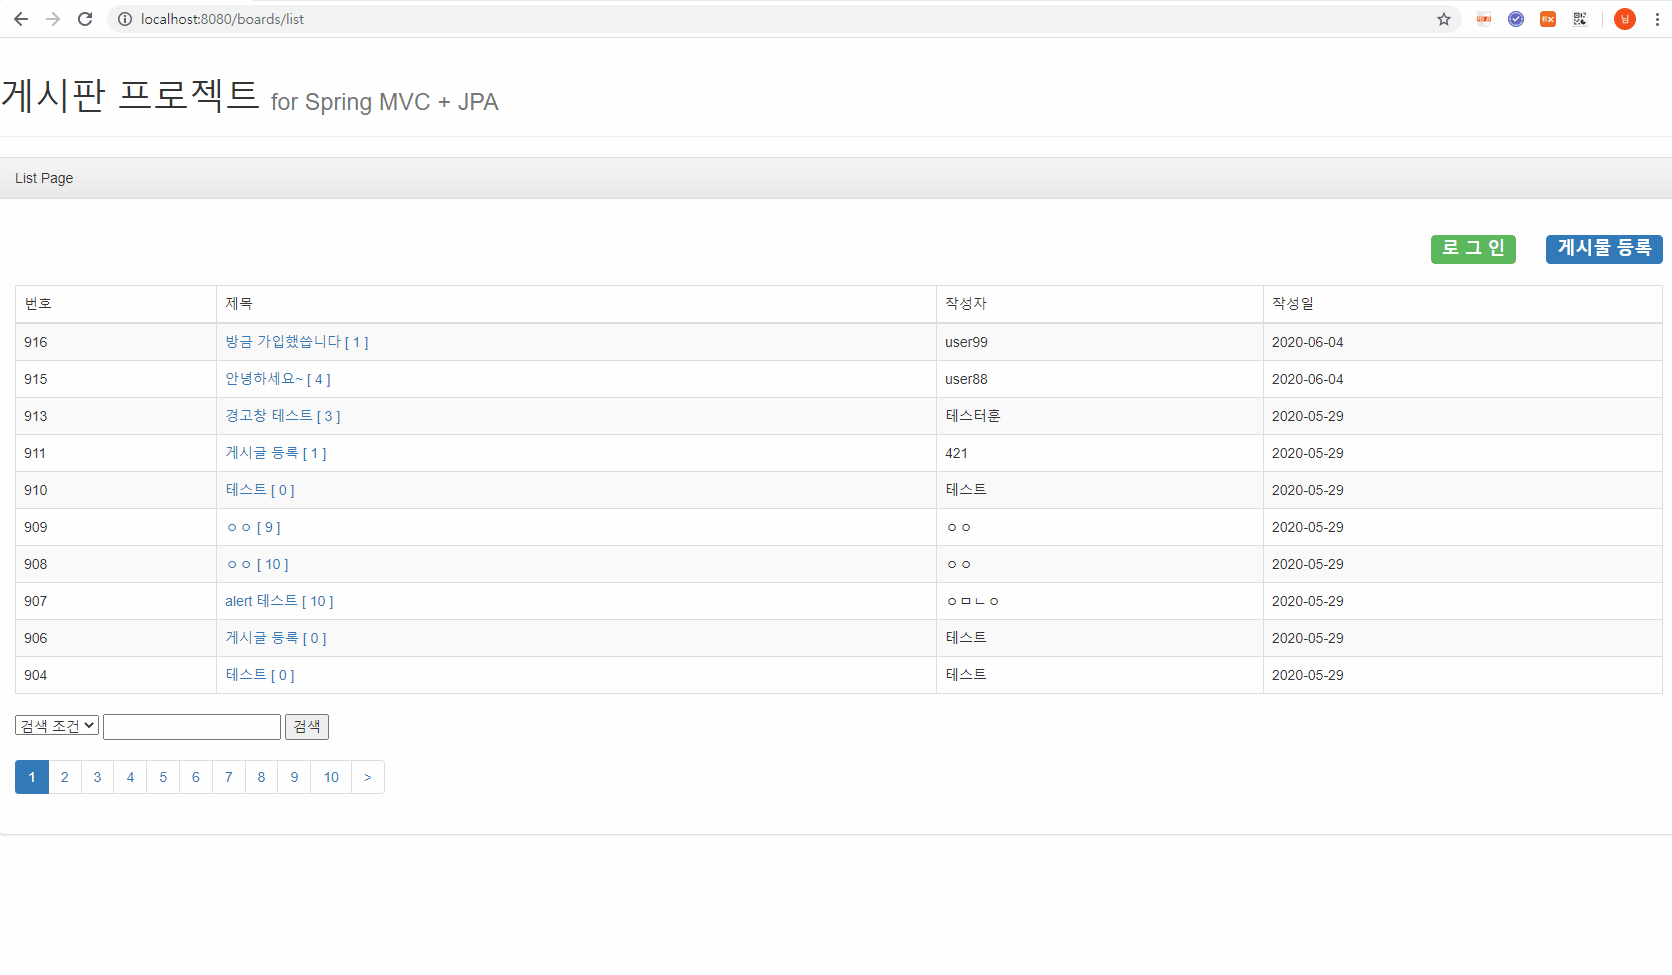 localhost:8080/boards/list
님
게시판 프로젝트 for Spring MVC + JPA
List Page
로 그 인 게시물 등록
번호 제목 작성자 작성일
916 방금 가입했씁니다 [ 1 ] user99 2020-06-04
915 안녕하세요~ [ 4 ] user88 2020-06-04
913 경고창 테스트 [ 3 ] 테스터훈 2020-05-29
911 게시글 등록 [ 1 ] 421 2020-05-29
910 테스트 [ 0 ] 테스트 2020-05-29
909 ㅇㅇ [ 9 ] ㅇㅇ 2020-05-29
908 ㅇㅇ [ 10 ] ㅇㅇ 2020-05-29
907 alert 테스트 [ 10 ] ㅇㅁㄴㅇ 2020-05-29
906 게시글 등록 [ 0 ] 테스트 2020-05-29
904 테스트 [ 0 ] 테스트 2020-05-29
검색 조건 검색
1 2 3 4 5 6 7 8 9 10 >